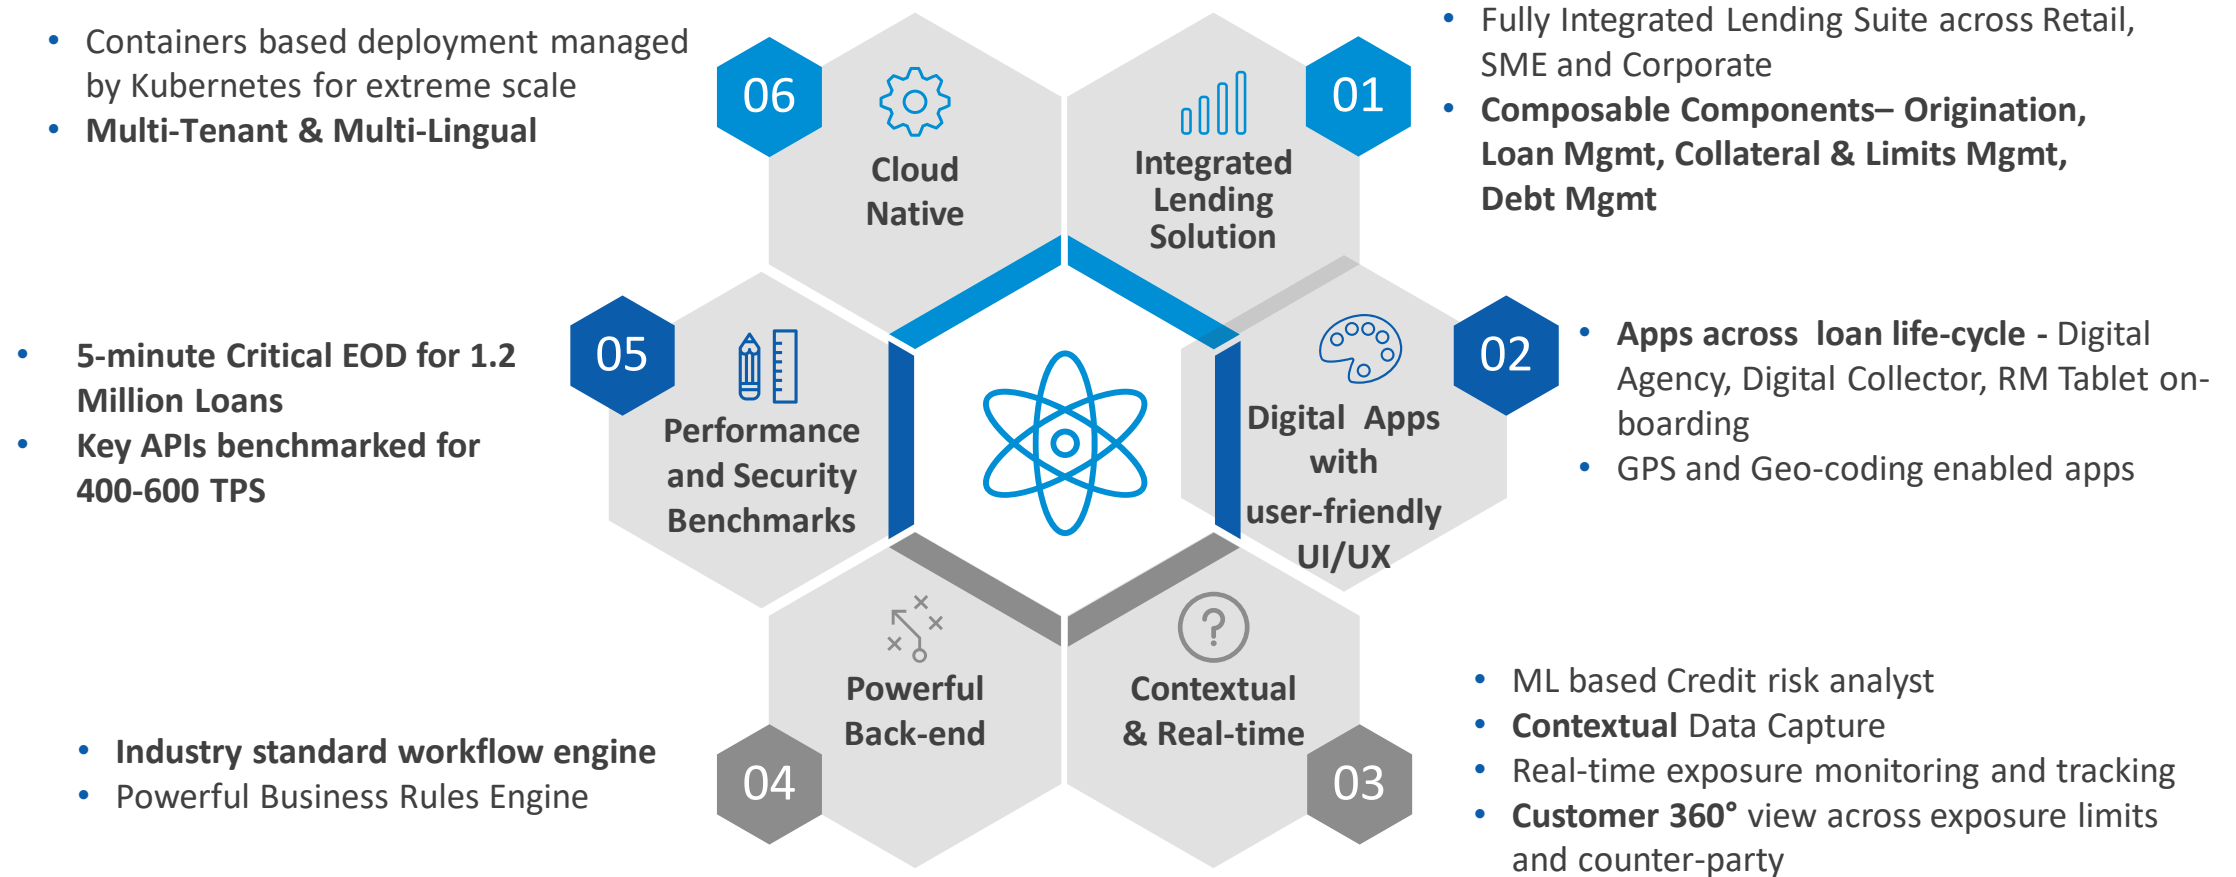 • Containers based deployment managed
by Kubernetes for extreme scale
• Multi-Tenant & Multi-Lingual
06
Cloud
Native
Integrated
Lending
Solution
01
• Fully Integrated Lending Suite across Retail,
SME and Corporate
• Composable Components– Origination,
Loan Mgmt, Collateral & Limits Mgmt,
Debt Mgmt
• 5-minute Critical EOD for 1.2
Million Loans
• Key APIs benchmarked for
400-600 TPS
05
Performance
and Security
Benchmarks
Digital Apps
with
user-friendly
UI/UX
02
• Apps across loan life-cycle - Digital
Agency, Digital Collector, RM Tablet on-
boarding
• GPS and Geo-coding enabled apps
• Industry standard workflow engine
• Powerful Business Rules Engine
04
Powerful
Back-end
?
Contextual
& Real-time
03
• ML based Credit risk analyst
• Contextual Data Capture
• Real-time exposure monitoring and tracking
• Customer 360° view across exposure limits
and counter-party